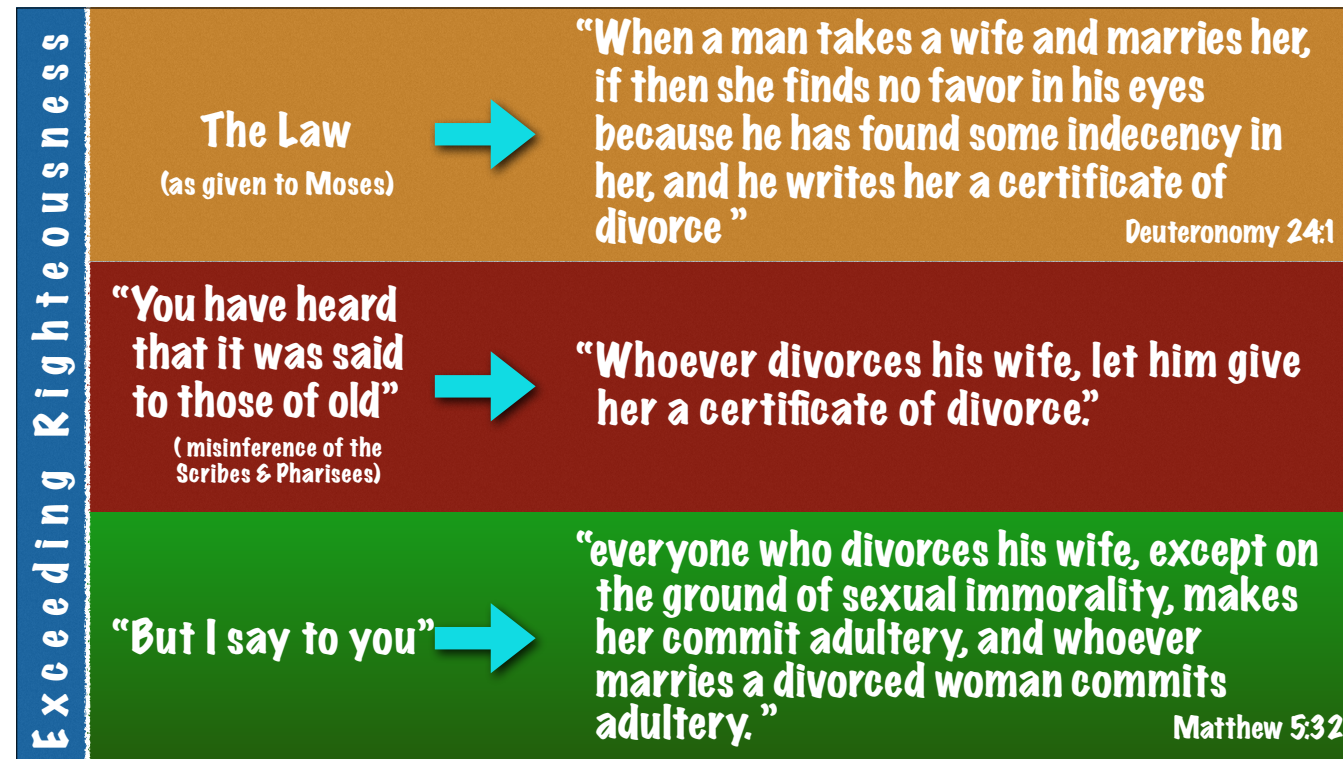 Exceeding Righteousness
The Law
(as given to Moses)
“When a man takes a wife and marries her,
if then she finds no favor in his eyes
because he has found some indecency in
her, and he writes her a certificate of
divorce ”
Deuteronomy 24:1
“You have heard
that it was said
to those of old”
( misinference of the
Scribes & Pharisees)
“Whoever divorces his wife, let him give
her a certificate of divorce.”
“But I say to you”
“everyone who divorces his wife, except on
the ground of sexual immorality, makes
her commit adultery, and whoever
marries a divorced woman commits
adultery. ”
Matthew 5:32